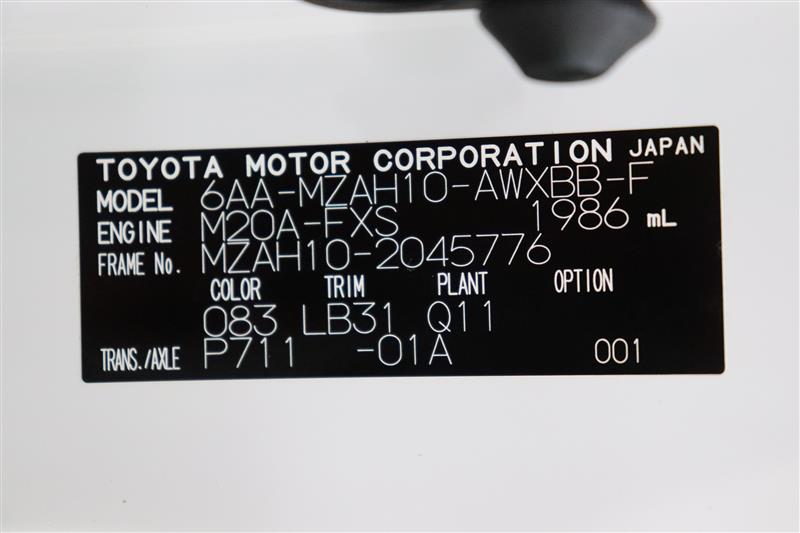 TOYOTA MOTOR CORPORATION JAPAN
MODEL 6AA-MZAH10-AWXBB-F
ENGINE M20A-FXS 1986 mL
FRAME No. MZAH10-2045776
COLOR TRIM PLANT OPTION
083 LB31 Q11
TRANS./AXLE P711 -01A 001